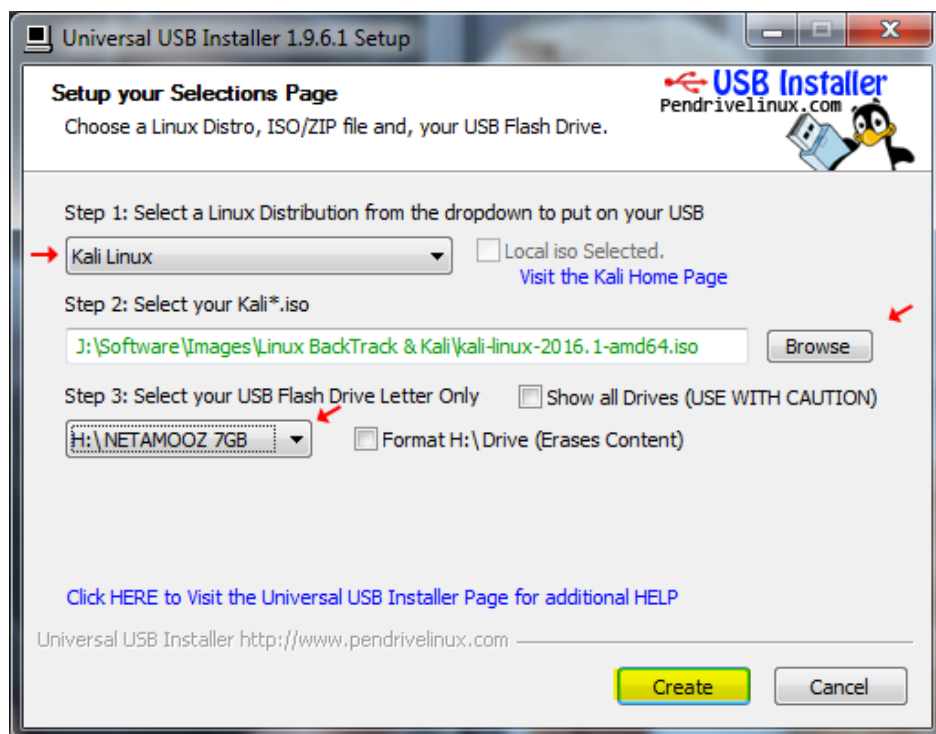 Universal USB Installer 1.9.6.1 Setup
Setup your Selections Page
Choose a Linux Distro, ISO/ZIP file and, your USB Flash Drive.
USB Installer
Pendrivelinux.com
Step 1: Select a Linux Distribution from the dropdown to put on your USB
Kali Linux
Local iso Selected.
Visit the Kali Home Page
Step 2: Select your Kali*.iso
J:\Software\Images\Linux BackTrack & Kali\kali-linux-2016.1-amd64.iso
Browse
Step 3: Select your USB Flash Drive Letter Only
Show all Drives (USE WITH CAUTION)
H:\ NETAMOOZ 7GB
Format H:\ Drive (Erases Content)
Click HERE to Visit the Universal USB Installer Page for additional HELP
Universal USB Installer http://www.pendrivelinux.com
Create
Cancel